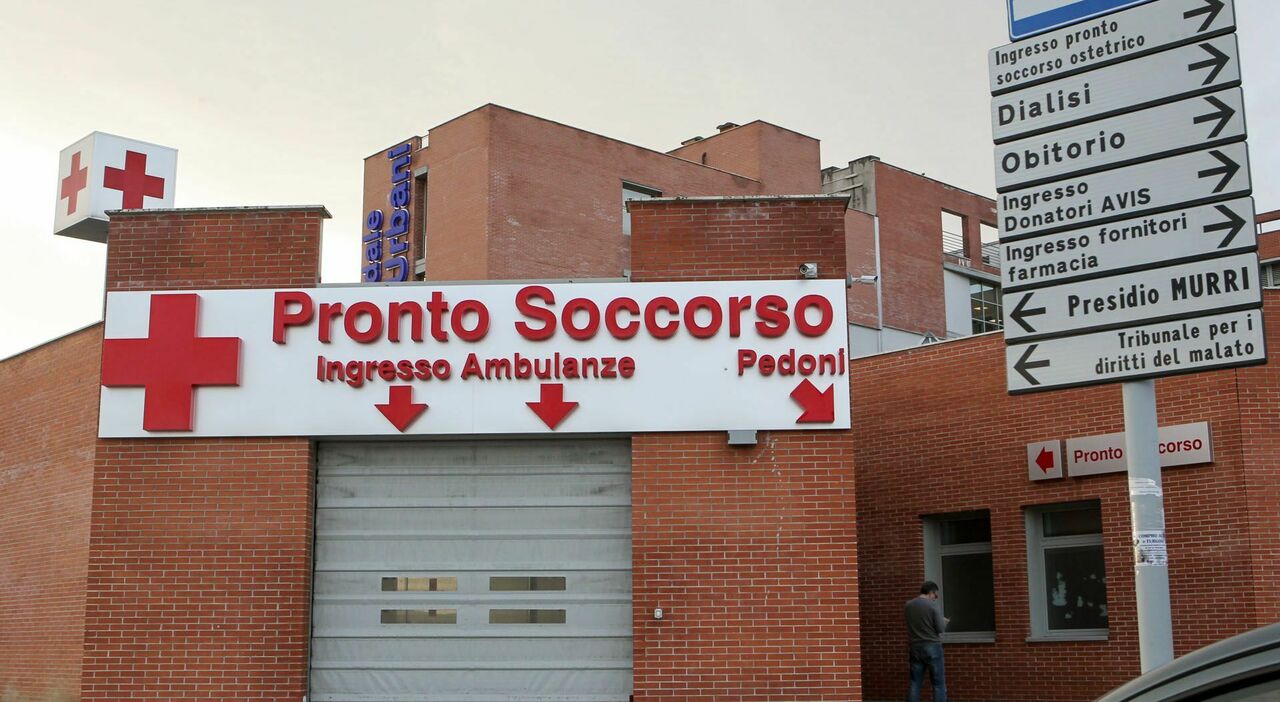 dale
Urbani
Pronto Soccorso
Ingresso Ambulanze
Pedoni
Ingresso pronto
soccorso ostetrico
Dialisi
Obitorio
Ingresso
Donatori AVIS
Ingresso fornitori
farmacia
Presidio MURRI
Tribunale per i
diritti del malato
Pronto corso